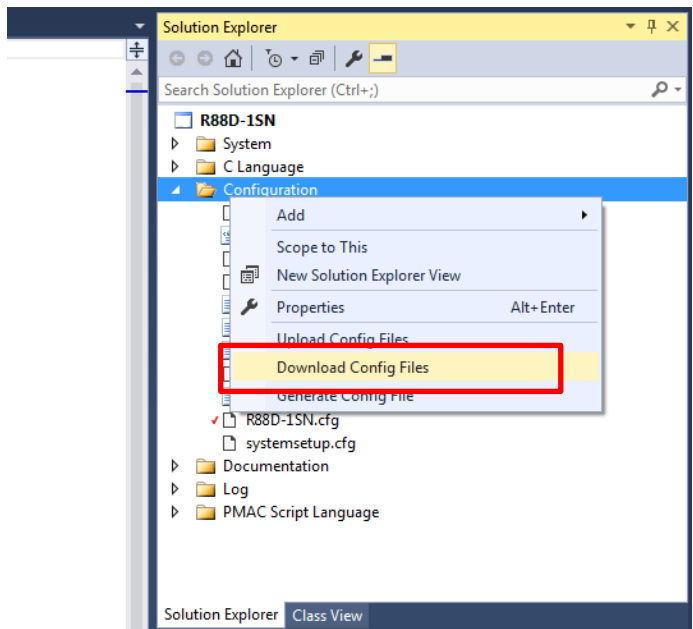 Solution Explorer
Search Solution Explorer (Ctrl+;)
R88D-1SN
System
C Language
Configuration
Add
Scope to This
New Solution Explorer View
Properties Alt+Enter
Upload Config Files
Download Config Files
Generate Config File
R88D-1SN.cfg
systemsetup.cfg
Documentation
Log
PMAC Script Language
Solution Explorer Class View